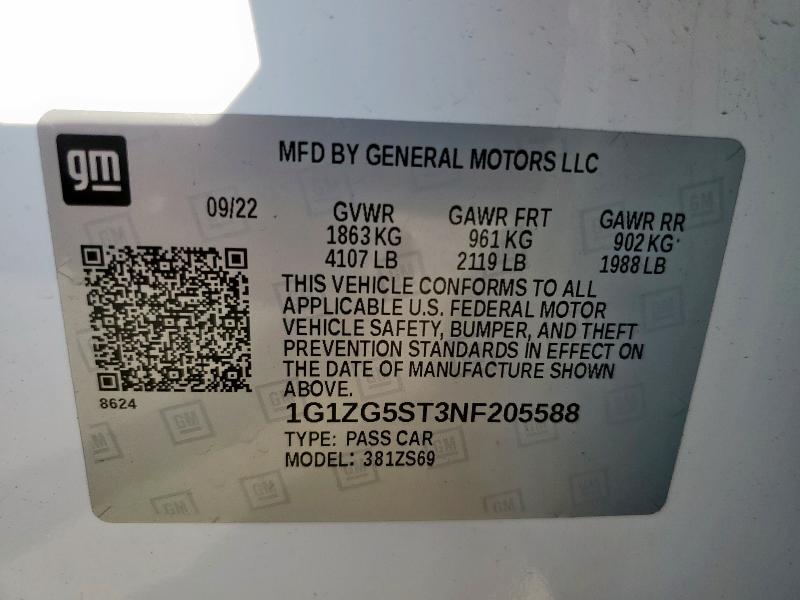 gm
MFD BY GENERAL MOTORS LLC
09/22
GVWR GAWR FRT GAWR RR
1863 KG 961 KG 902 KG
4107 LB 2119 LB 1988 LB
THIS VEHICLE CONFORMS TO ALL
APPLICABLE U.S. FEDERAL MOTOR
VEHICLE SAFETY, BUMPER, AND THEFT
PREVENTION STANDARDS IN EFFECT ON
THE DATE OF MANUFACTURE SHOWN
ABOVE.
8624
1G1ZG5ST3NF205588
TYPE: PASS CAR
MODEL: 381ZS69